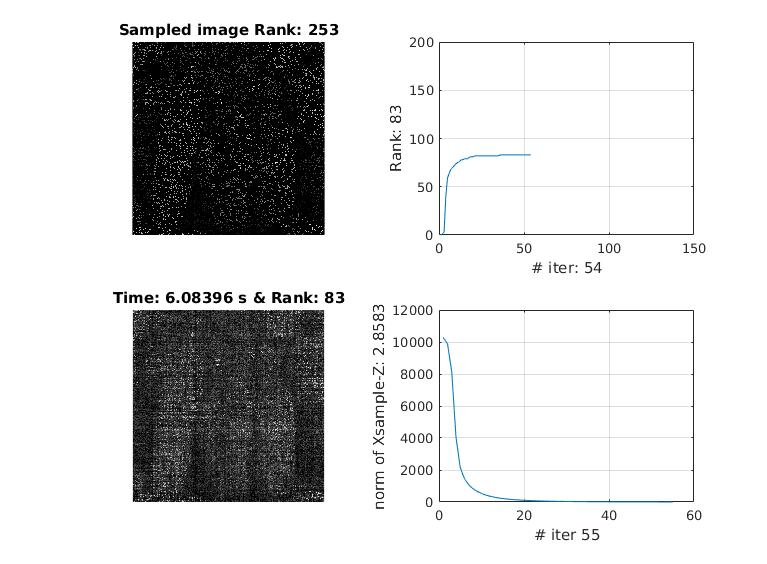 Sampled image Rank: 253
200
150
100
50
0
Rank: 83
0 50 100 150
# iter: 54
Time: 6.08396 s & Rank: 83
12000
10000
8000
6000
4000
2000
0
norm of Xsample-Z: 2.8583
0 20 40 60
# iter 55